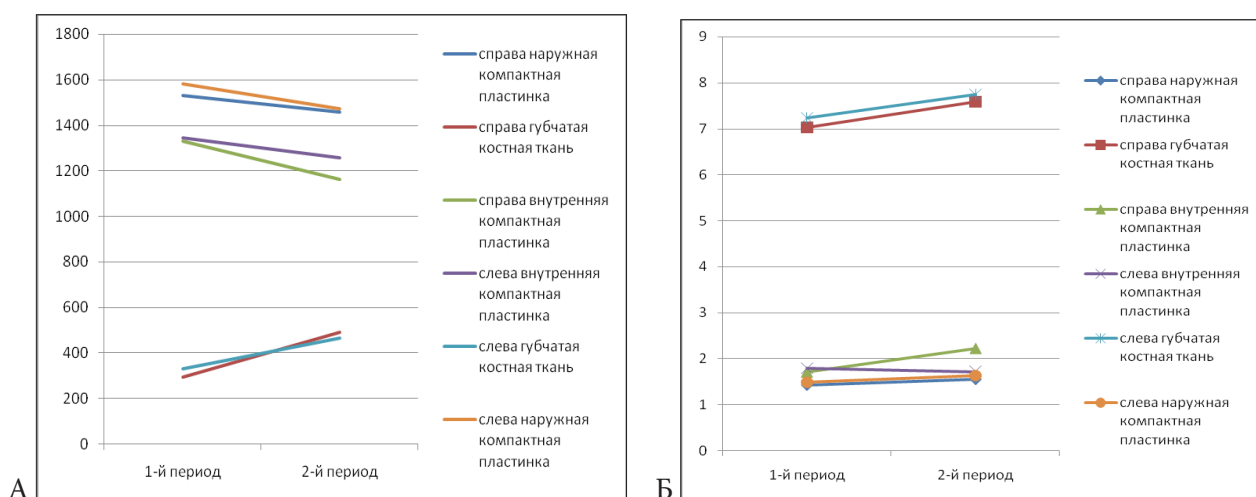 1800
1600
1400
1200
1000
800
600
400
200
0
1-й период
2-й период
справа наружная
компактная
пластинка
справа губчатая
костная ткань
справа внутренняя
компактная
пластинка
слева внутренняя
компактная
пластинка
слева губчатая
костная ткань
слева наружная
компактная
пластинка
А
9
8
7
6
5
4
3
2
1
0
1-й период
2-й период
справа наружная
компактная
пластинка
справа губчатая
костная ткань
справа внутренняя
компактная
пластинка
слева внутренняя
компактная
пластинка
слева губчатая
костная ткань
слева наружная
компактная
пластинка
Б